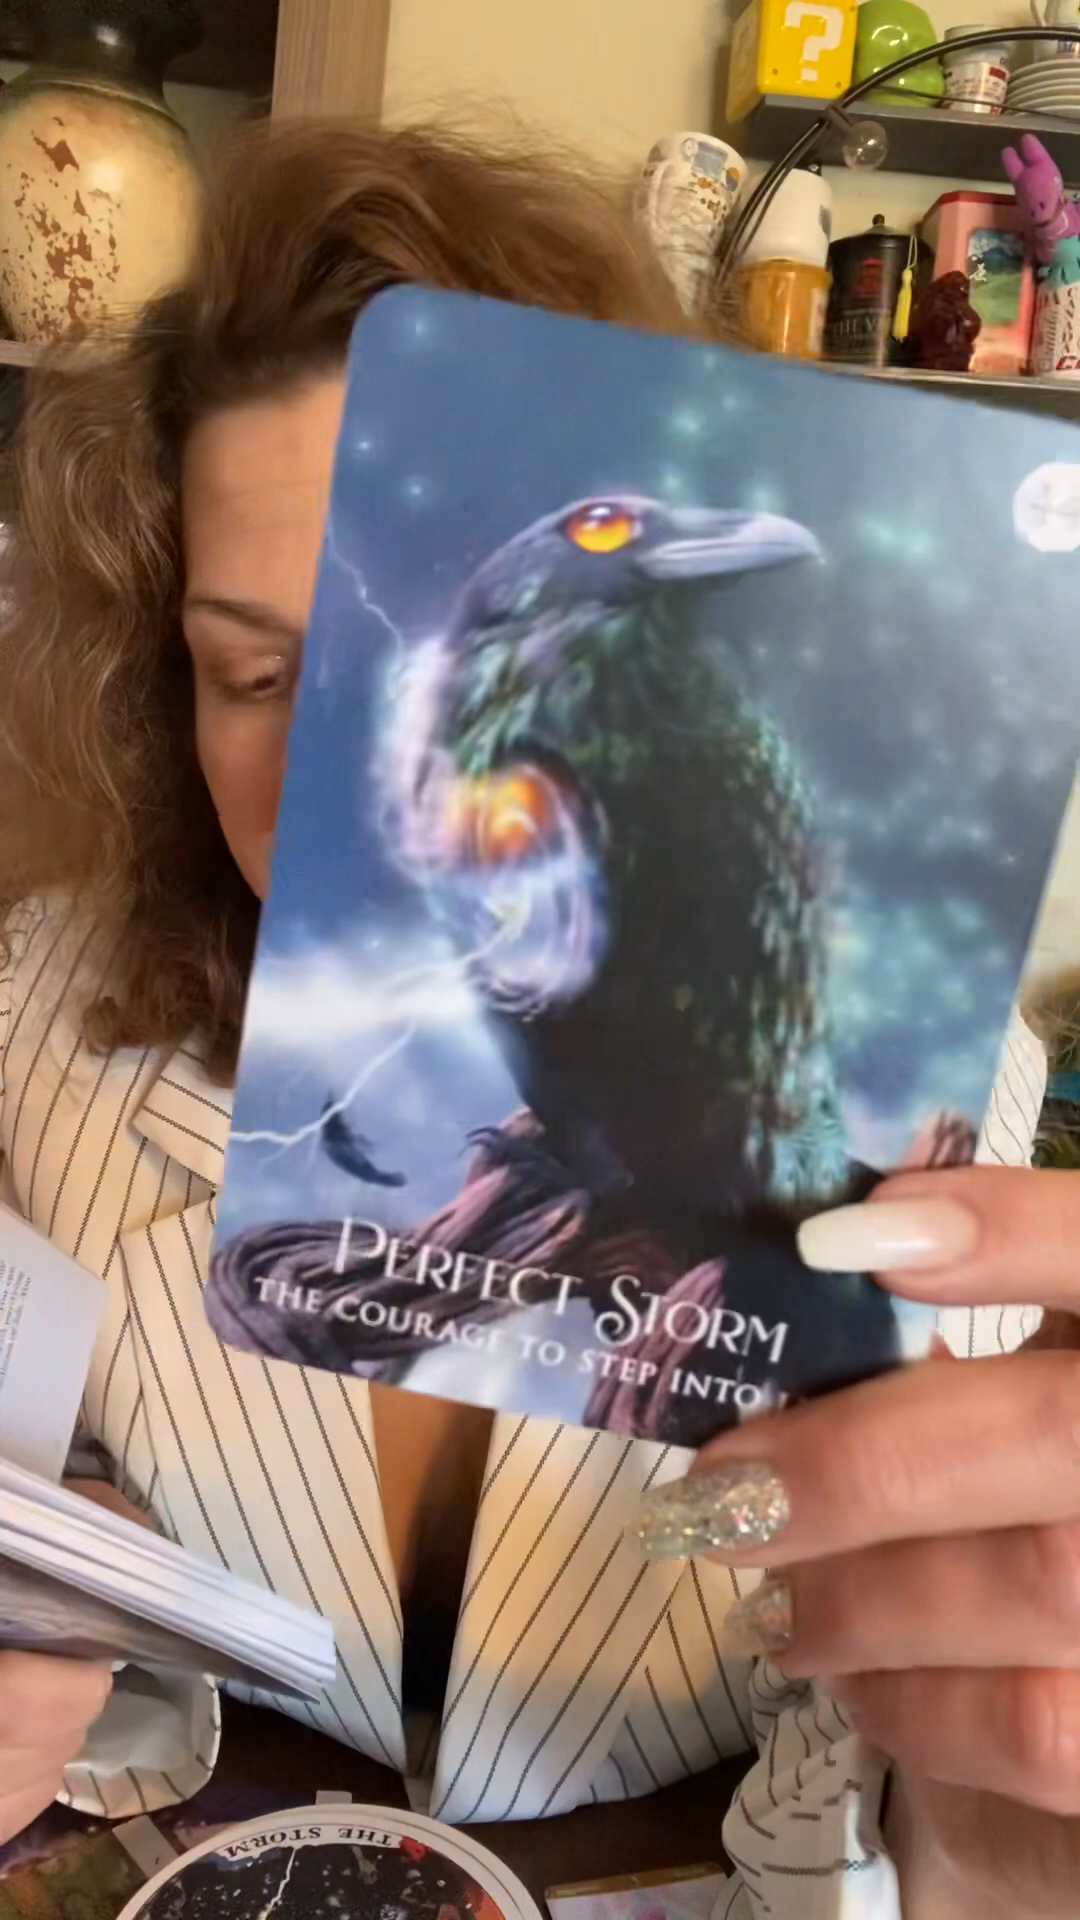 ?
PERFECT STORM
THE COURAGE TO STEP INTO
THE STORM